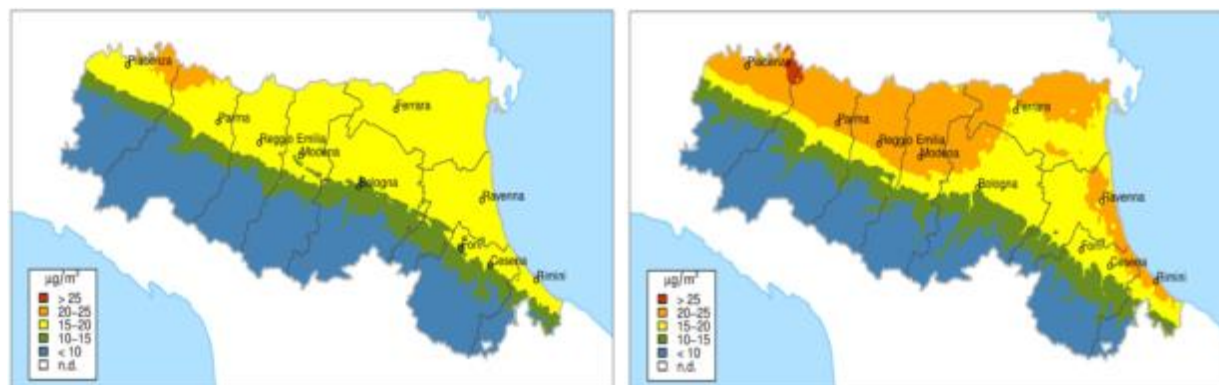 Piacenza
Parma
Reggio Emilia
Modena
Ferrara
Bologna
Ravenna
Forlì
Cesena
Rimini
µg/m³
> 25
20–25
15–20
10–15
< 10
n.d.
Piacenza
Parma
Reggio Emilia
Modena
Ferrara
Bologna
Ravenna
Forlì
Cesena
Rimini
µg/m³
> 25
20–25
15–20
10–15
< 10
n.d.